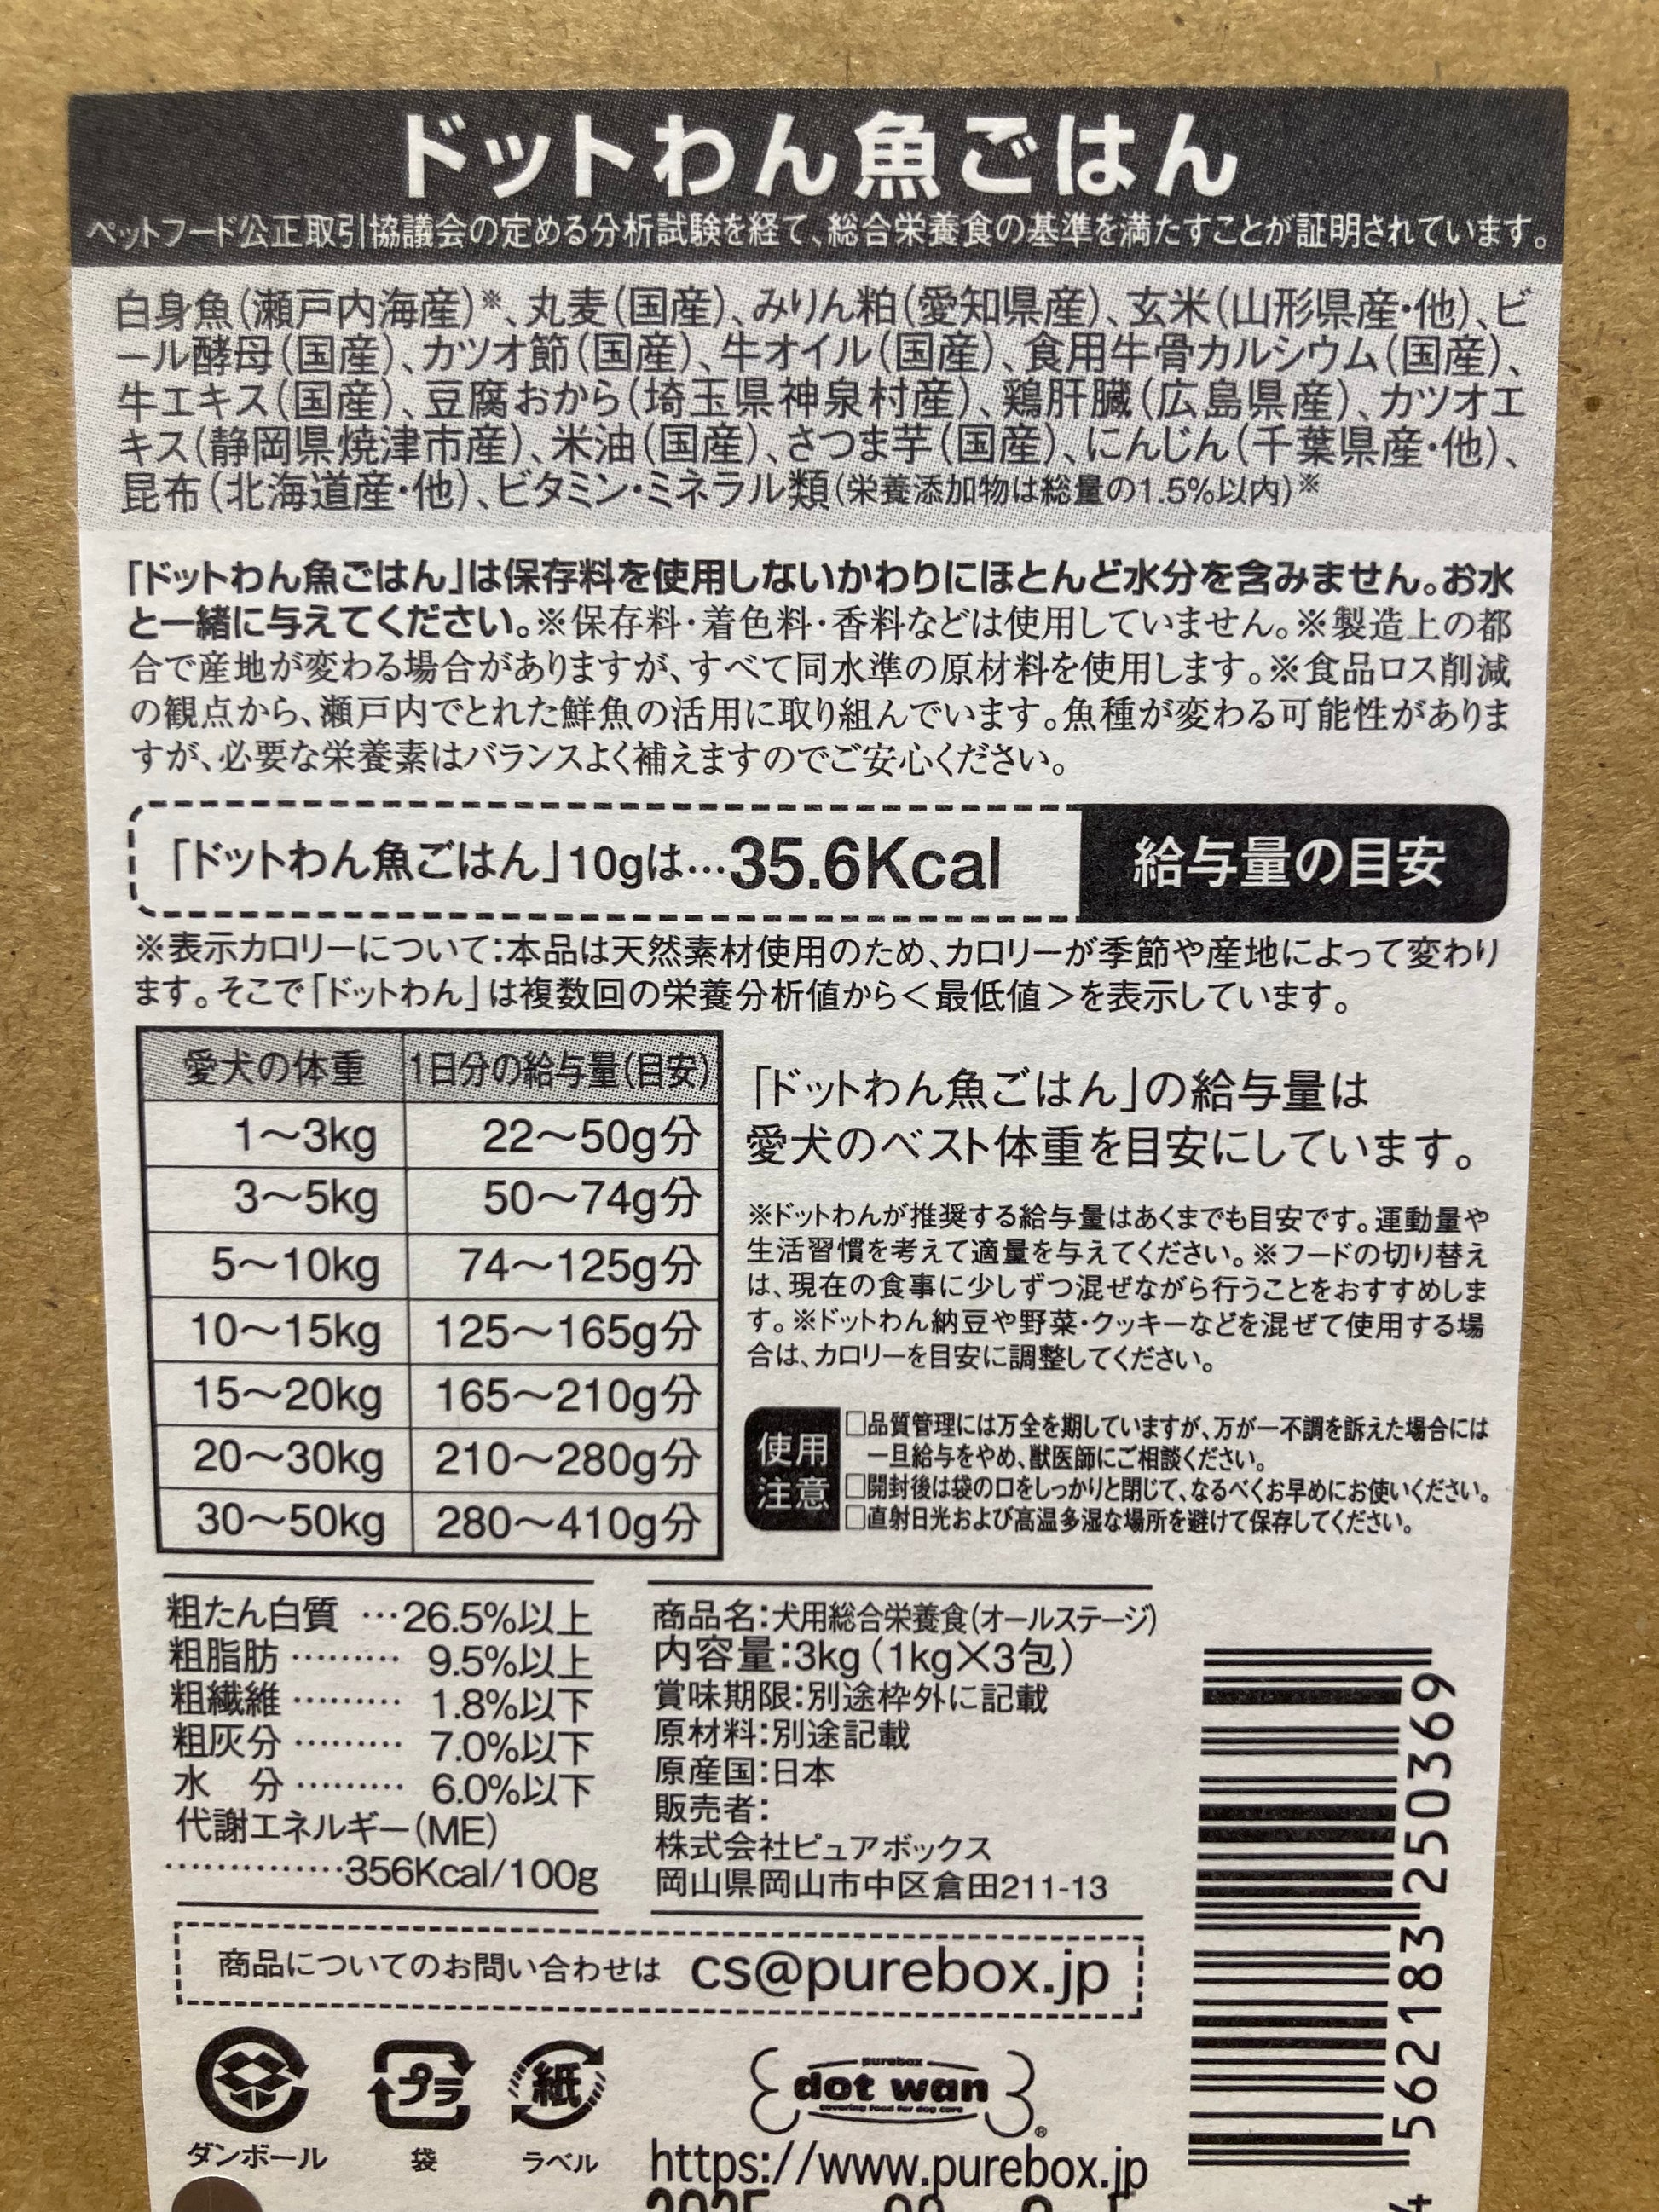 ドットわん魚ごはん
ペットフード公正取引協議会の定める分析試験を経て、総合栄養食の基準を満たすことが証明されています。
白身魚(瀬戸内海産)※、丸麦(国産)、みりん粕(愛知県産)、玄米(山形県産・他)、ビ
ール酵母(国産)、カツオ節(国産)、牛オイル(国産)、食用牛骨カルシウム(国産)、
牛エキス(国産)、豆腐おから(埼玉県神泉村産)、鶏肝臓(広島県産)、カツオエ
キス(静岡県焼津市産)、米油(国産)、さつま芋(国産)、にんじん(千葉県産・他)、
昆布(北海道産・他)、ビタミン・ミネラル類(栄養添加物は総量の1.5%以内)※
「ドットわん魚ごはん」は保存料を使用しないかわりにほとんど水分を含みません。お水
と一緒に与えてください。※保存料・着色料・香料などは使用していません。※製造上の都
合で産地が変わる場合がありますが、すべて同水準の原材料を使用します。※食品ロス削減
の観点から、瀬戸内でとれた鮮魚の活用に取り組んでいます。魚種が変わる可能性がありま
すが、必要な栄養素はバランスよく補えますのでご安心ください。
「ドットわん魚ごはん」10gは…35.6Kcal 給与量の目安
※表示カロリーについて:本品は天然素材使用のため、カロリーが季節や産地によって変わり
ます。そこで「ドットわん」は複数回の栄養分析値から<最低値>を表示しています。
愛犬の体重 1日分の給与量(目安)
1〜3kg 22〜50g分
3〜5kg 50〜74g分
5〜10kg 74〜125g分
10〜15kg 125〜165g分
15〜20kg 165〜210g分
20〜30kg 210〜280g分
30〜50kg 280〜410g分
「ドットわん魚ごはん」の給与量は
愛犬のベスト体重を目安にしています。
※ドットわんが推奨する給与量はあくまでも目安です。運動量や
生活習慣を考えて適量を与えてください。※フードの切り替え
は、現在の食事に少しずつ混ぜながら行うことをおすすめしま
す。※ドットわん納豆や野菜・クッキーなどを混ぜて使用する場
合は、カロリーを目安に調整してください。
使用
注意
□品質管理には万全を期していますが、万が一不調を訴えた場合には
一旦給与をやめ、獣医師にご相談ください。
□開封後は袋の口をしっかりと閉じて、なるべくお早めにお使いください。
□直射日光および高温多湿な場所を避けて保存してください。
粗たん白質 …26.5%以上
粗脂肪 ……… 9.5%以上
粗繊維 ……… 1.8%以下
粗灰分 ……… 7.0%以下
水 分 ……… 6.0%以下
代謝エネルギー(ME)
……………356Kcal/100g
商品名:犬用総合栄養食(オールステージ)
内容量:3kg(1kg×3包)
賞味期限:別途枠外に記載
原材料:別途記載
原産国:日本
販売者:
株式会社ピュアボックス
岡山県岡山市中区倉田211-13
4 562183 250369
商品についてのお問い合わせは cs@purebox.jp
ダンボール
プラ
袋
紙
ラベル
purebox
dot wan
covering food for dog care
®
https://www.purebox.jp